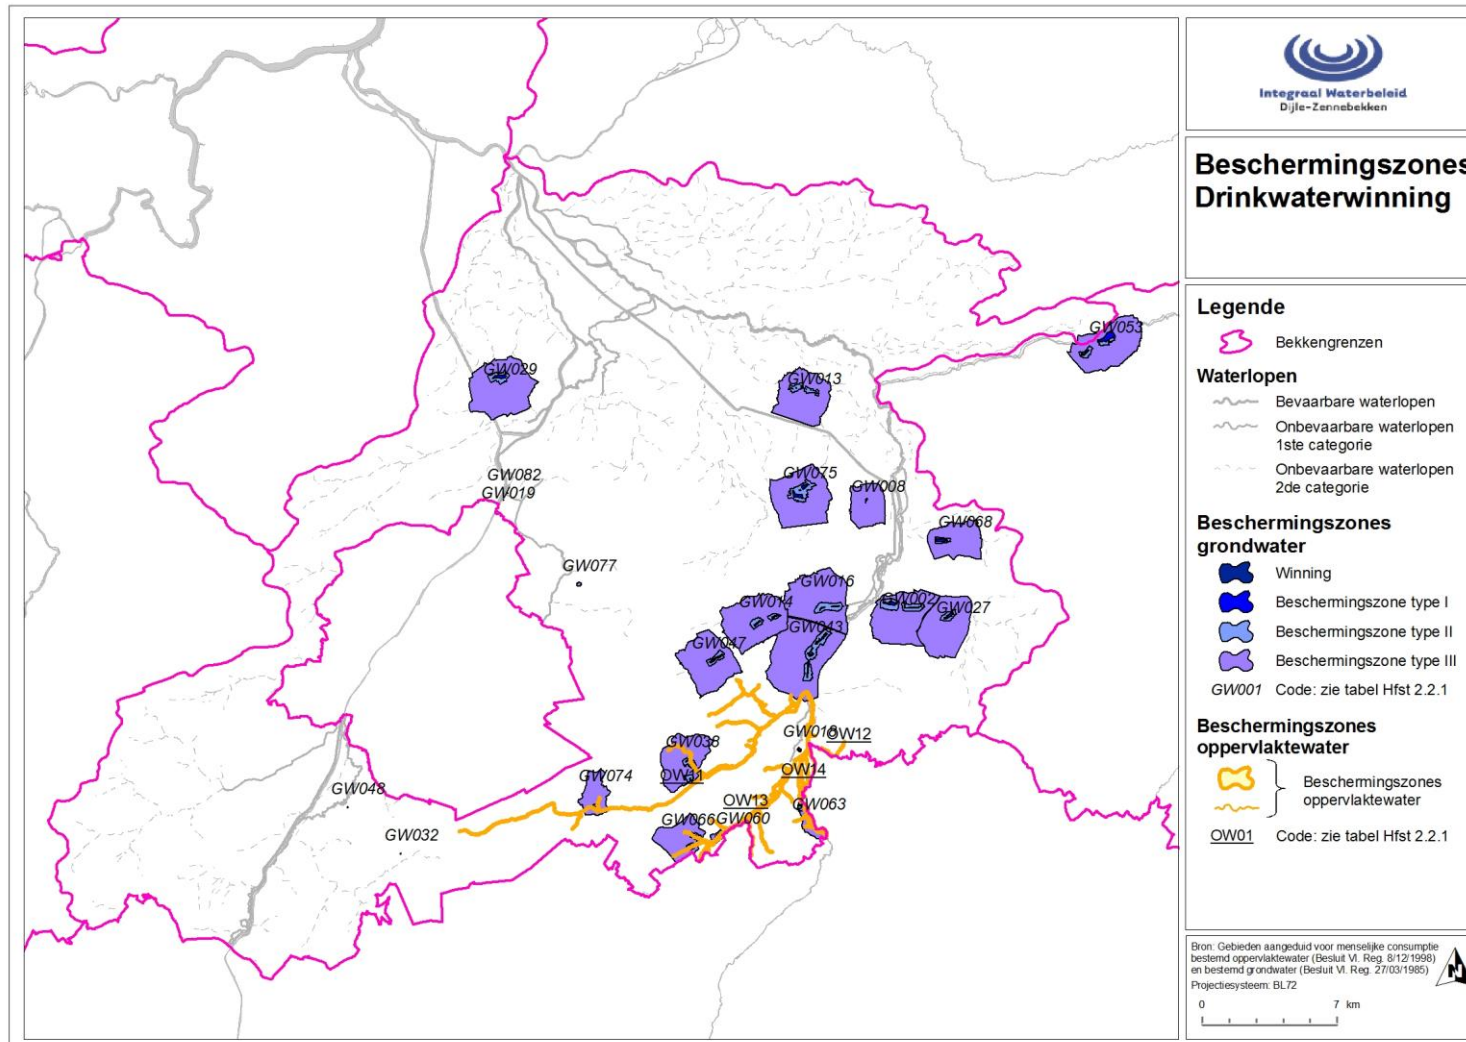 Integraal Waterbeleid
Dijle-Zennebekken
Beschermingszones
Drinkwaterwinning
Legende
Bekkengrenzen
Waterlopen
Bevaarbare waterlopen
Onbevaarbare waterlopen
1ste categorie
Onbevaarbare waterlopen
2de categorie
Beschermingszones
grondwater
Winning
Beschermingszone type I
Beschermingszone type II
Beschermingszone type III
GW001 Code: zie tabel Hfst 2.2.1
Beschermingszones
oppervlaktewater
Beschermingszones
oppervlaktewater
OW01 Code: zie tabel Hfst 2.2.1
Bron: Gebieden aangeduid voor menselijke consumptie
bestemd oppervlaktewater (Besluit Vl. Reg. 8/12/1998)
en bestemd grondwater (Besluit Vl. Reg. 27/03/1985)
Projectiesysteem: BL72
N
0 7 km
GW053
GW029
GW013
GW082
GW019
GW075
GW008
GW068
GW077
GW016
GW014
GW002
GW027
GW043
GW047
GW018
OW12
GW038
OW11
OW14
GW074
GW048
OW13
GW063
GW066
GW060
GW032